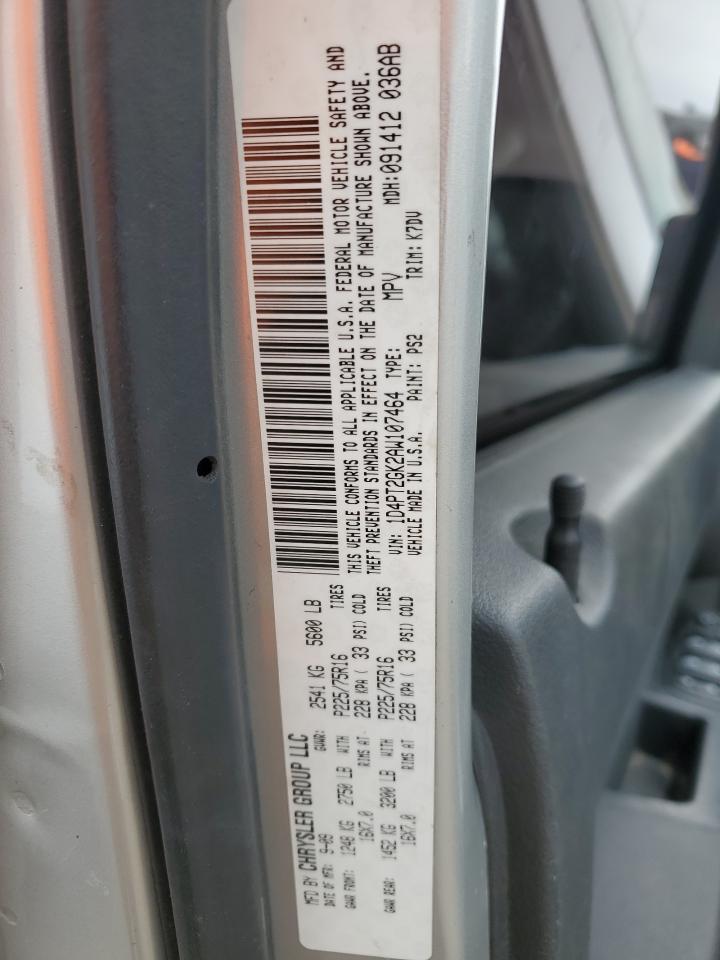 MFD BY CHRYSLER GROUP LLC
DATE OF MFR: 9-09 GVWR: 2541 KG 5600 LB
GAWR FRONT: 1248 KG 2750 LB WITH P225/75R16 TIRES
16X7.0 RIMS AT 228 KPA ( 33 PSI) COLD
GAWR REAR: 1452 KG 3200 LB WITH P225/75R16 TIRES
16X7.0 RIMS AT 228 KPA ( 33 PSI) COLD
THIS VEHICLE CONFORMS TO ALL APPLICABLE U.S.A. FEDERAL MOTOR VEHICLE SAFETY AND
THEFT PREVENTION STANDARDS IN EFFECT ON THE DATE OF MANUFACTURE SHOWN ABOVE.
VIN: 1D4PT2GK2AW107464 TYPE: MPV MDH:091412 036AB
VEHICLE MADE IN U.S.A. PAINT: PS2 TRIM: K7DV